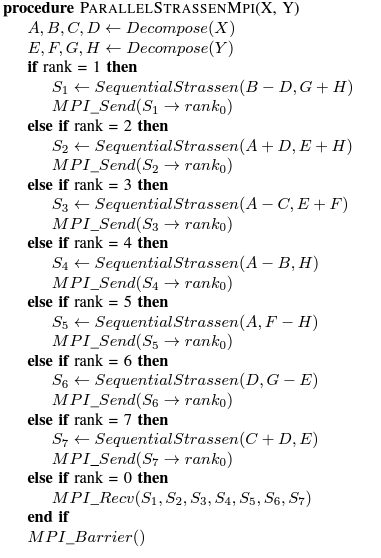 procedure PARALLELSTRASSENMPI(X, Y)
A, B, C, D ← Decompose(X)
E, F, G, H ← Decompose(Y)
if rank = 1 then
S₁ ← SequentialStrassen(B − D, G + H)
MPI_Send(S₁ → rank₀)
else if rank = 2 then
S₂ ← SequentialStrassen(A + D, E + H)
MPI_Send(S₂ → rank₀)
else if rank = 3 then
S₃ ← SequentialStrassen(A − C, E + F)
MPI_Send(S₃ → rank₀)
else if rank = 4 then
S₄ ← SequentialStrassen(A − B, H)
MPI_Send(S₄ → rank₀)
else if rank = 5 then
S₅ ← SequentialStrassen(A, F − H)
MPI_Send(S₅ → rank₀)
else if rank = 6 then
S₆ ← SequentialStrassen(D, G − E)
MPI_Send(S₆ → rank₀)
else if rank = 7 then
S₇ ← SequentialStrassen(C + D, E)
MPI_Send(S₇ → rank₀)
else if rank = 0 then
MPI_Recv(S₁, S₂, S₃, S₄, S₅, S₆, S₇)
end if
MPI_Barrier()